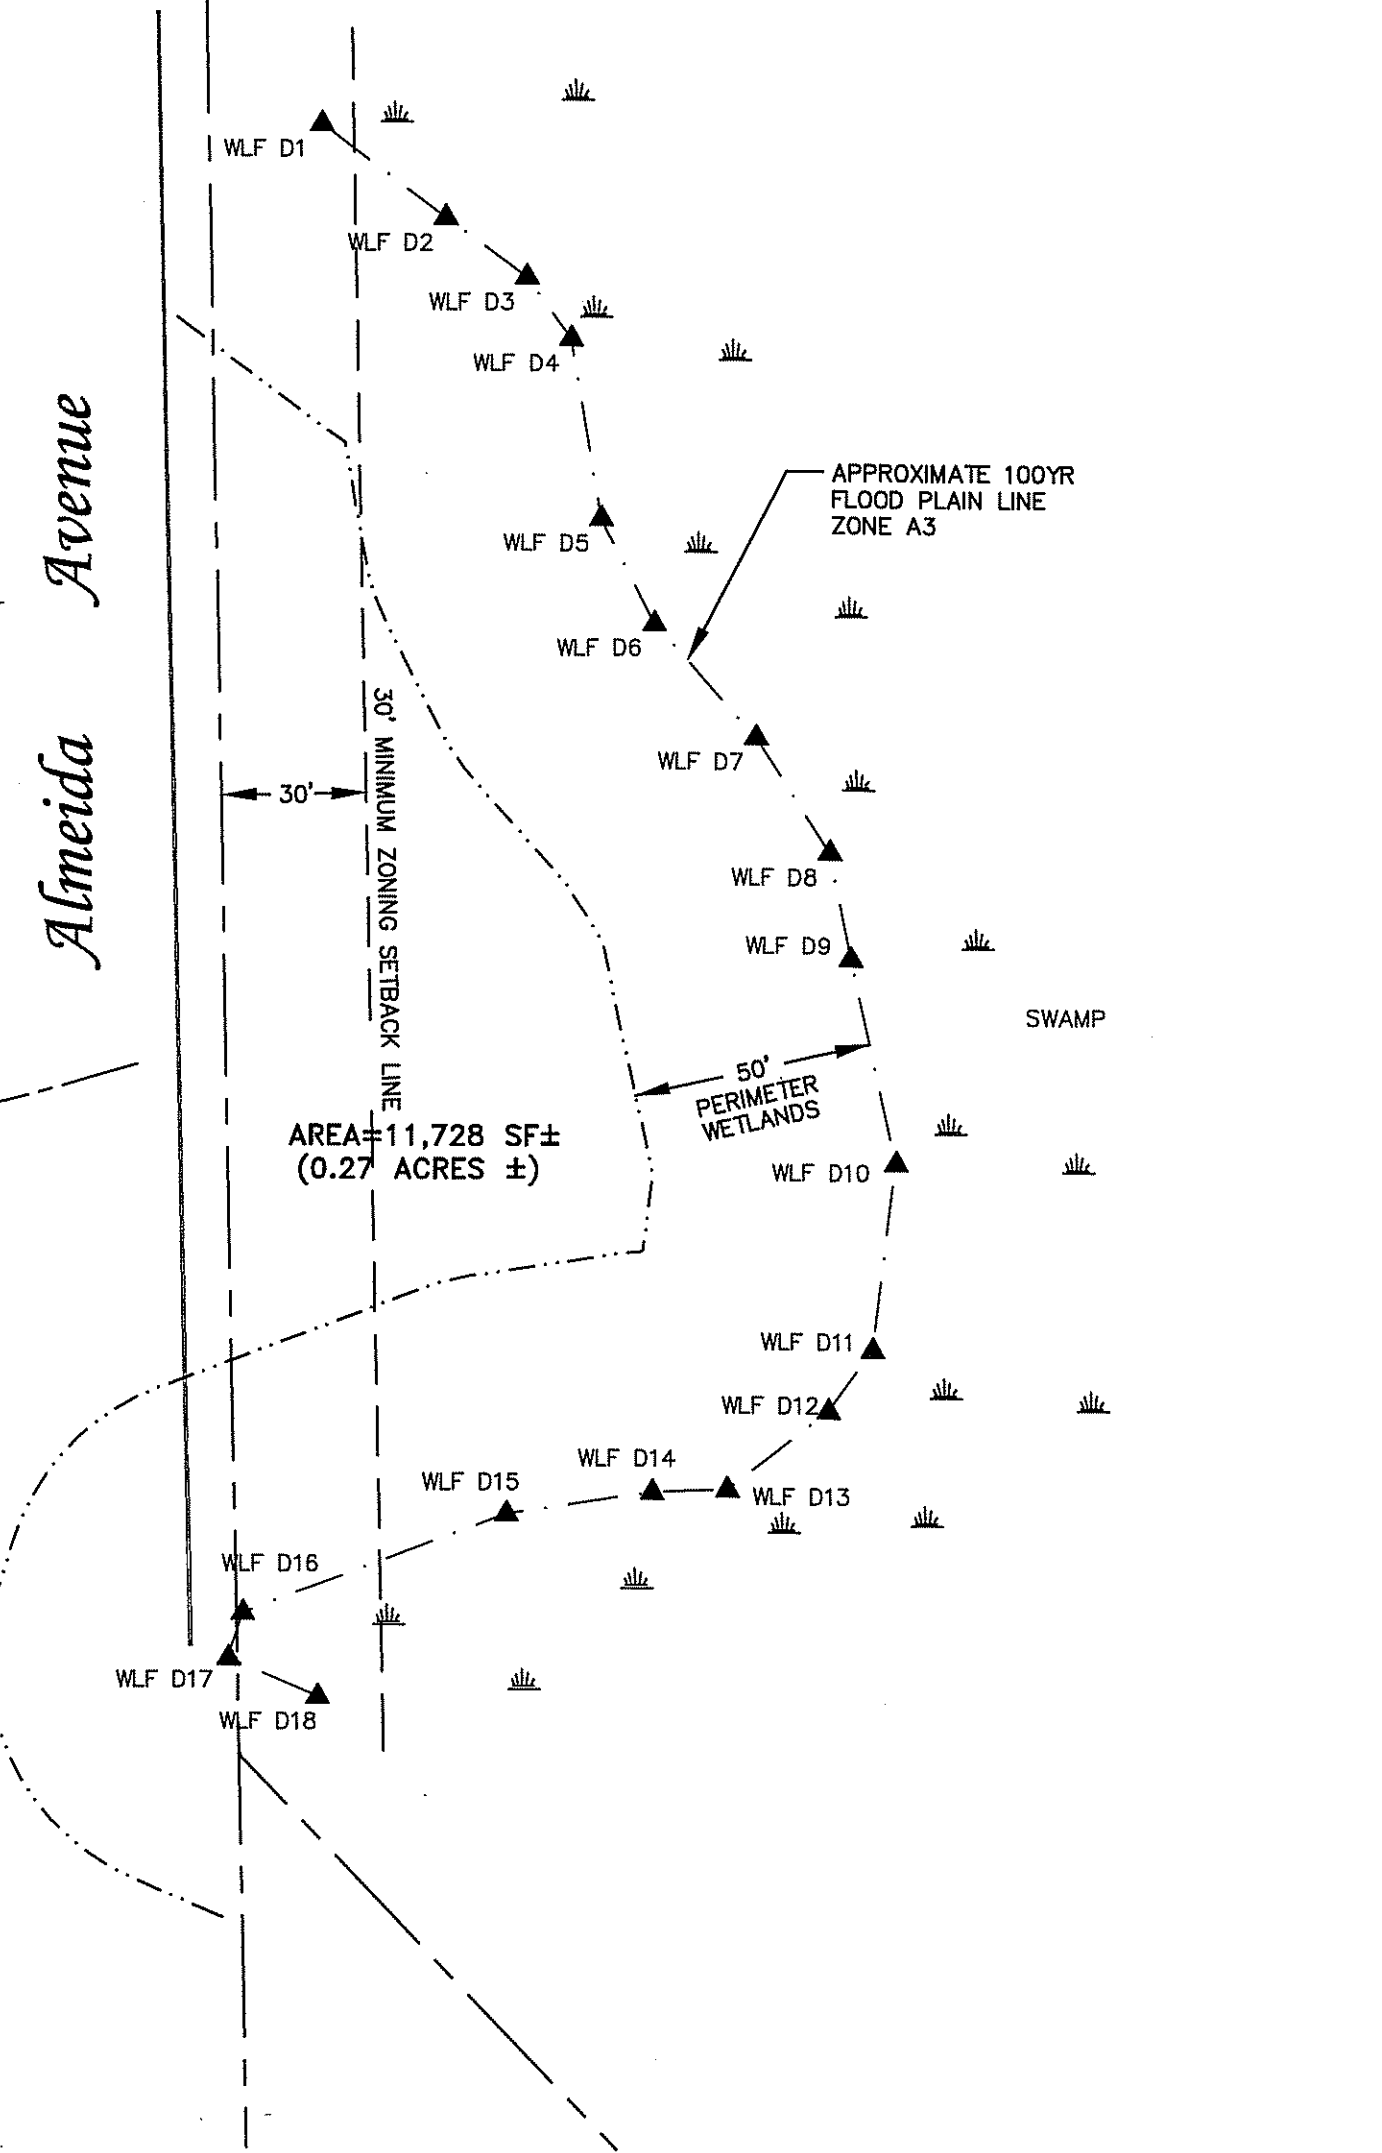 WLF D1
WLF D2
WLF D3
WLF D4
Almeida Avenue
APPROXIMATE 100YR
FLOOD PLAIN LINE
ZONE A3
WLF D5
WLF D6
WLF D7
30'
30' MINIMUM ZONING SETBACK LINE
WLF D8
WLF D9
SWAMP
50'
PERIMETER
WETLANDS
AREA=11,728 SF±
(0.27 ACRES ±)
WLF D10
WLF D11
WLF D12
WLF D14
WLF D15
WLF D13
WLF D16
WLF D17
WLF D18